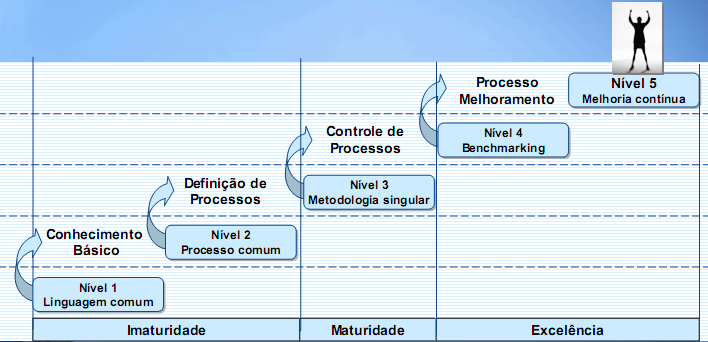 Processo
Melhoramento
Nível 5
Melhoria contínua
Controle de
Processos
Nível 4
Benchmarking
Definição de
Processos
Nível 3
Metodologia singular
Conhecimento
Básico
Nível 2
Processo comum
Nível 1
Linguagem comum
Imaturidade
Maturidade
Excelência